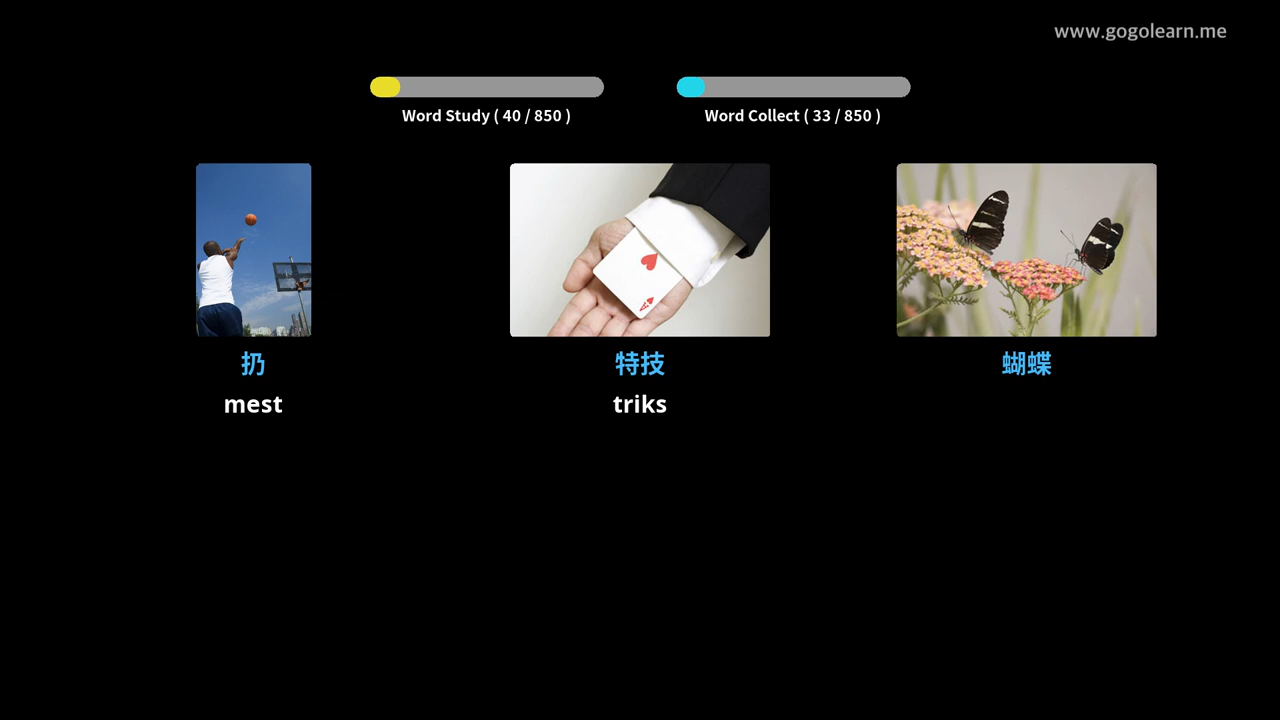 www.gogolearn.me
Word Study ( 40 / 850 )
Word Collect ( 33 / 850 )
扔
mest
特技
triks
蝴蝶